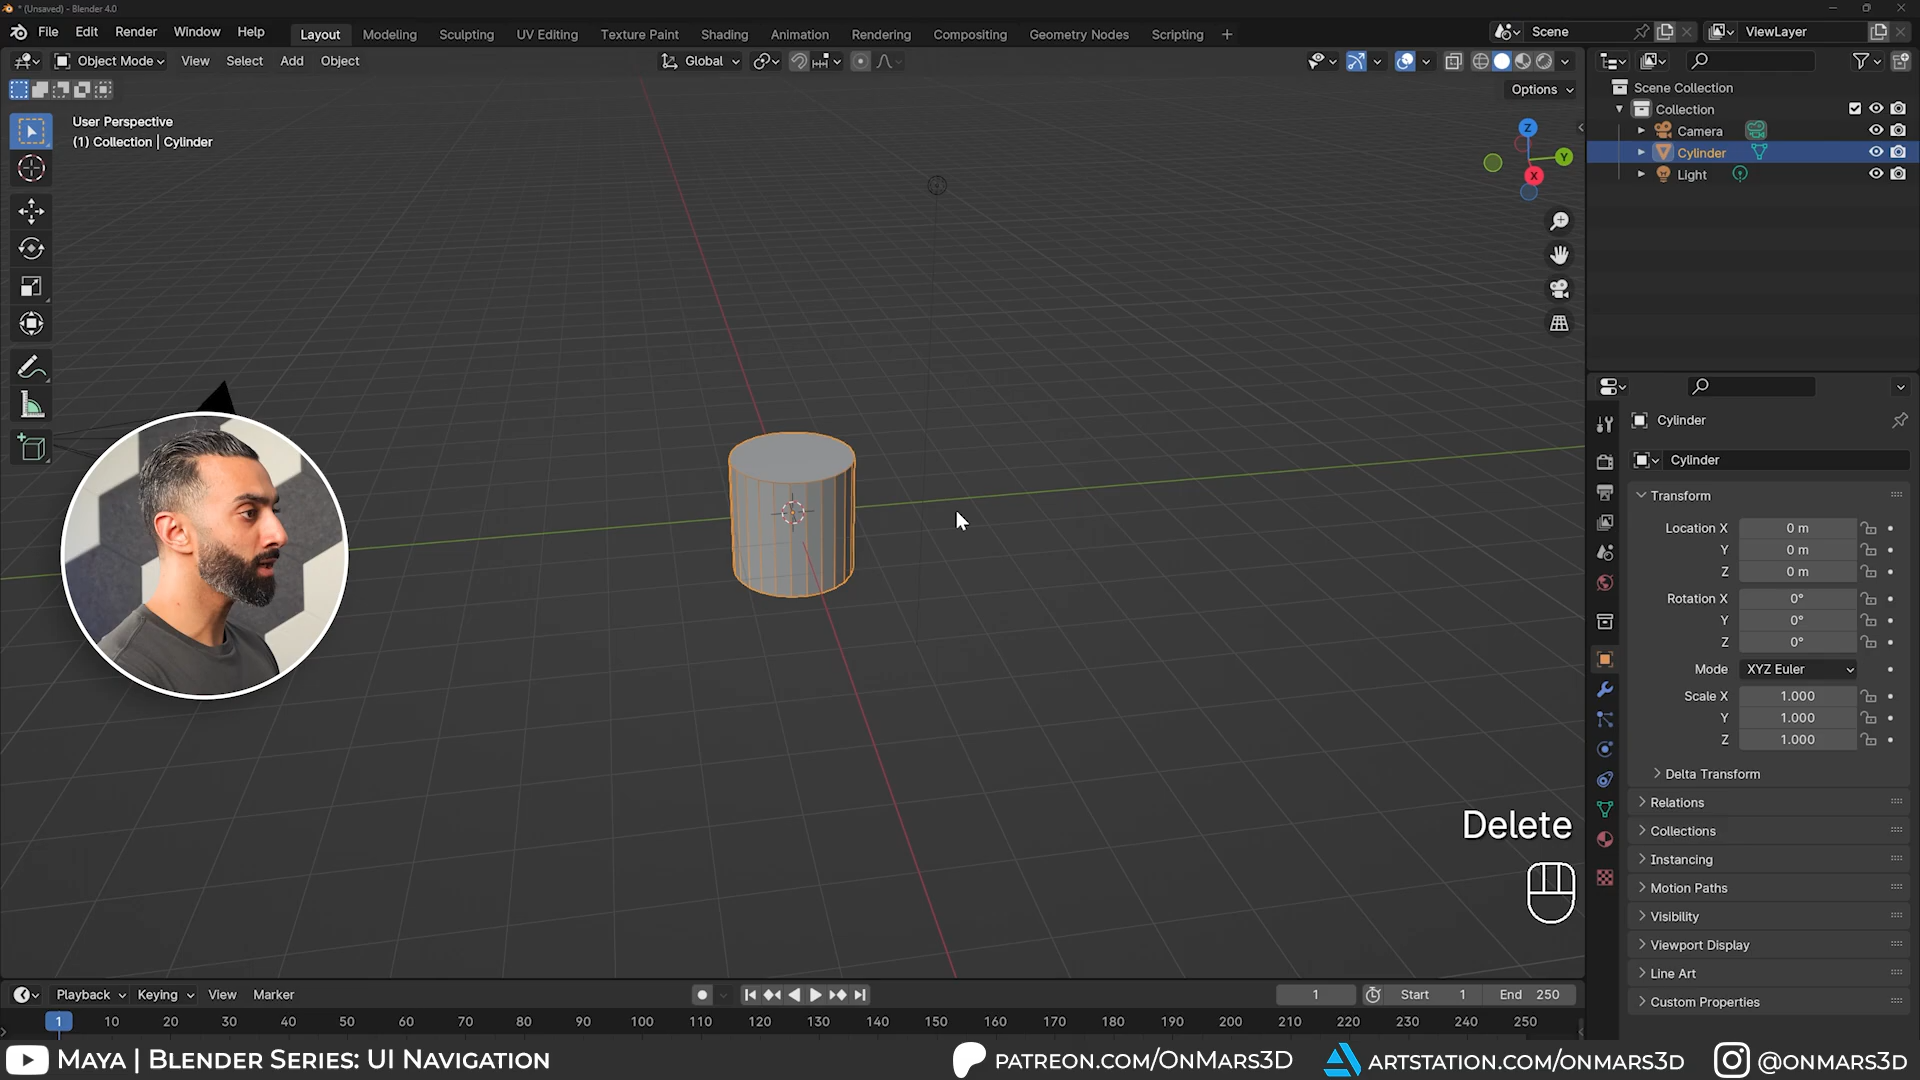 * (Unsaved) - Blender 4.0
File Edit Render Window Help
Layout Modeling Sculpting UV Editing Texture Paint Shading Animation Rendering Compositing Geometry Nodes Scripting +
Scene
ViewLayer
Object Mode View Select Add Object
Global
Options
User Perspective
(1) Collection | Cylinder
Z
Y
X
Scene Collection
Collection
Camera
Cylinder
Light
Cylinder
Cylinder
Transform
Location X 0 m
Y 0 m
Z 0 m
Rotation X 0°
Y 0°
Z 0°
Mode XYZ Euler
Scale X 1.000
Y 1.000
Z 1.000
Delta Transform
Relations
Collections
Instancing
Motion Paths
Visibility
Viewport Display
Line Art
Custom Properties
Delete
Playback Keying View Marker
1 Start 1 End 250
1 10 20 30 40 50 60 70 80 90 100 110 120 130 140 150 160 170 180 190 200 210 220 230 240 250
Maya | Blender Series: UI Navigation
patreon.com/OnMars3D
artstation.com/onmars3D
@onmars3D